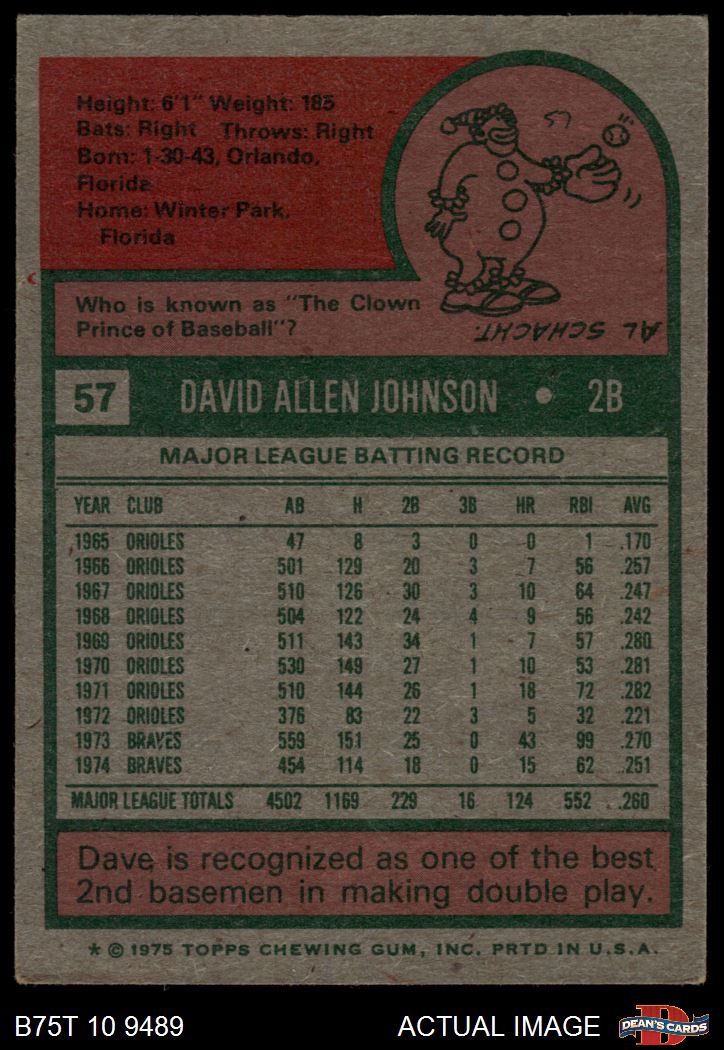 Height: 6'1" Weight: 185
Bats: Right Throws: Right
Born: 1-30-43, Orlando,
Florida
Home: Winter Park,
Florida
Who is known as "The Clown
Prince of Baseball"?
AL SCHACHT.
57 DAVID ALLEN JOHNSON • 2B
MAJOR LEAGUE BATTING RECORD
YEAR CLUB AB H 2B 3B HR RBI AVG
1965 ORIOLES 47 8 3 0 0 1 .170
1966 ORIOLES 501 129 20 3 7 56 .257
1967 ORIOLES 510 126 30 3 10 64 .247
1968 ORIOLES 504 122 24 4 9 56 .242
1969 ORIOLES 511 143 34 1 7 57 .280
1970 ORIOLES 530 149 27 1 10 53 .281
1971 ORIOLES 510 144 26 1 18 72 .282
1972 ORIOLES 376 83 22 3 5 32 .221
1973 BRAVES 559 151 25 0 43 99 .270
1974 BRAVES 454 114 18 0 15 62 .251
MAJOR LEAGUE TOTALS 4502 1169 229 16 124 552 .260
Dave is recognized as one of the best
2nd basemen in making double play.
* © 1975 TOPPS CHEWING GUM, INC. PRTD IN U.S.A.
B75T 10 9489 ACTUAL IMAGE DEAN'S CARDS